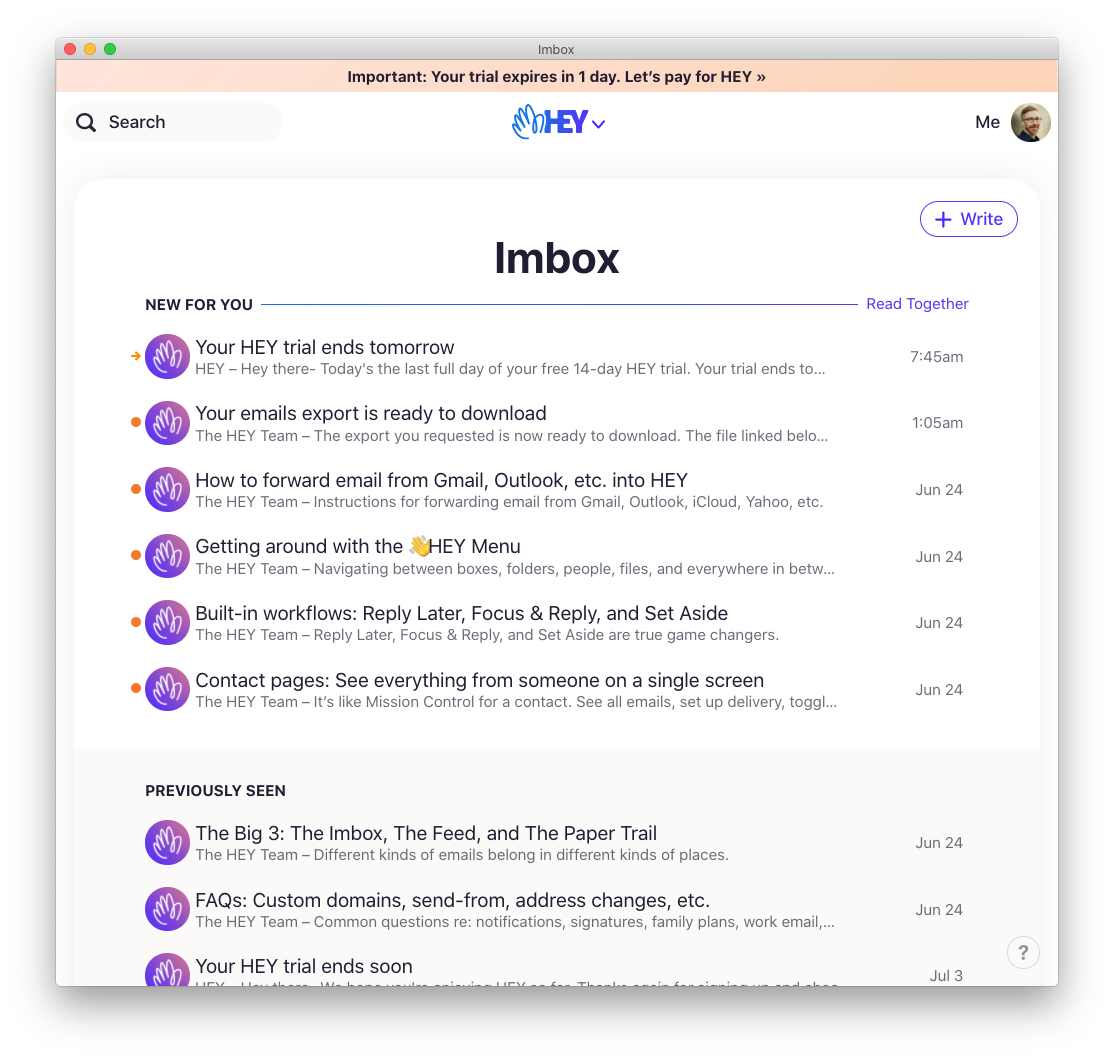 Imbox
Important: Your trial expires in 1 day. Let’s pay for HEY »
Search
HEY
Me
+ Write
Imbox
NEW FOR YOU
Read Together
Your HEY trial ends tomorrow
HEY – Hey there- Today's the last full day of your free 14-day HEY trial. Your trial ends to...
7:45am
Your emails export is ready to download
The HEY Team – The export you requested is now ready to download. The file linked belo...
1:05am
How to forward email from Gmail, Outlook, etc. into HEY
The HEY Team – Instructions for forwarding email from Gmail, Outlook, iCloud, Yahoo, etc.
Jun 24
Getting around with the 👋HEY Menu
The HEY Team – Navigating between boxes, folders, people, files, and everywhere in betw...
Jun 24
Built-in workflows: Reply Later, Focus & Reply, and Set Aside
The HEY Team – Reply Later, Focus & Reply, and Set Aside are true game changers.
Jun 24
Contact pages: See everything from someone on a single screen
The HEY Team – It’s like Mission Control for a contact. See all emails, set up delivery, toggl...
Jun 24
PREVIOUSLY SEEN
The Big 3: The Imbox, The Feed, and The Paper Trail
The HEY Team – Different kinds of emails belong in different kinds of places.
Jun 24
FAQs: Custom domains, send-from, address changes, etc.
The HEY Team – Common questions re: notifications, signatures, family plans, work email,...
Jun 24
?
Your HEY trial ends soon
Jul 3